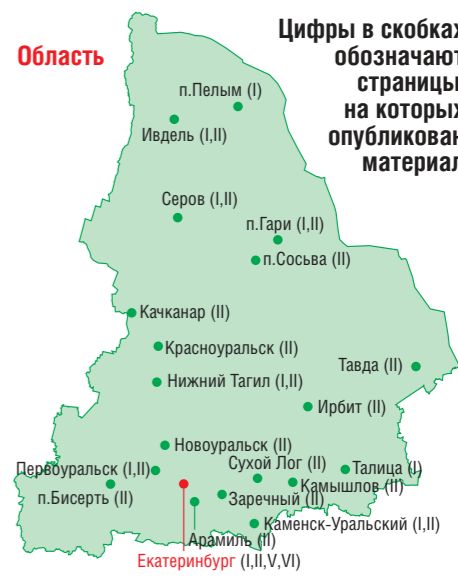 Область
Цифры в скобках
обозначают
страницы
на которых
опубликован
материал
п.Пелым (I)
Ивдель (I,II)
Серов (I,II)
п.Гари (I,II)
п.Сосьва (II)
Качканар (II)
Красноуральск (II)
Тавда (II)
Нижний Тагил (I,II)
Ирбит (II)
Новоуральск (II)
Сухой Лог (II)
Талица (I)
Первоуральск (I,II)
Камышлов (II)
п.Бисерть (II)
Заречный (II)
Каменск-Уральский (I,II)
Арамиль (II)
Екатеринбург (I,II,V,VI)